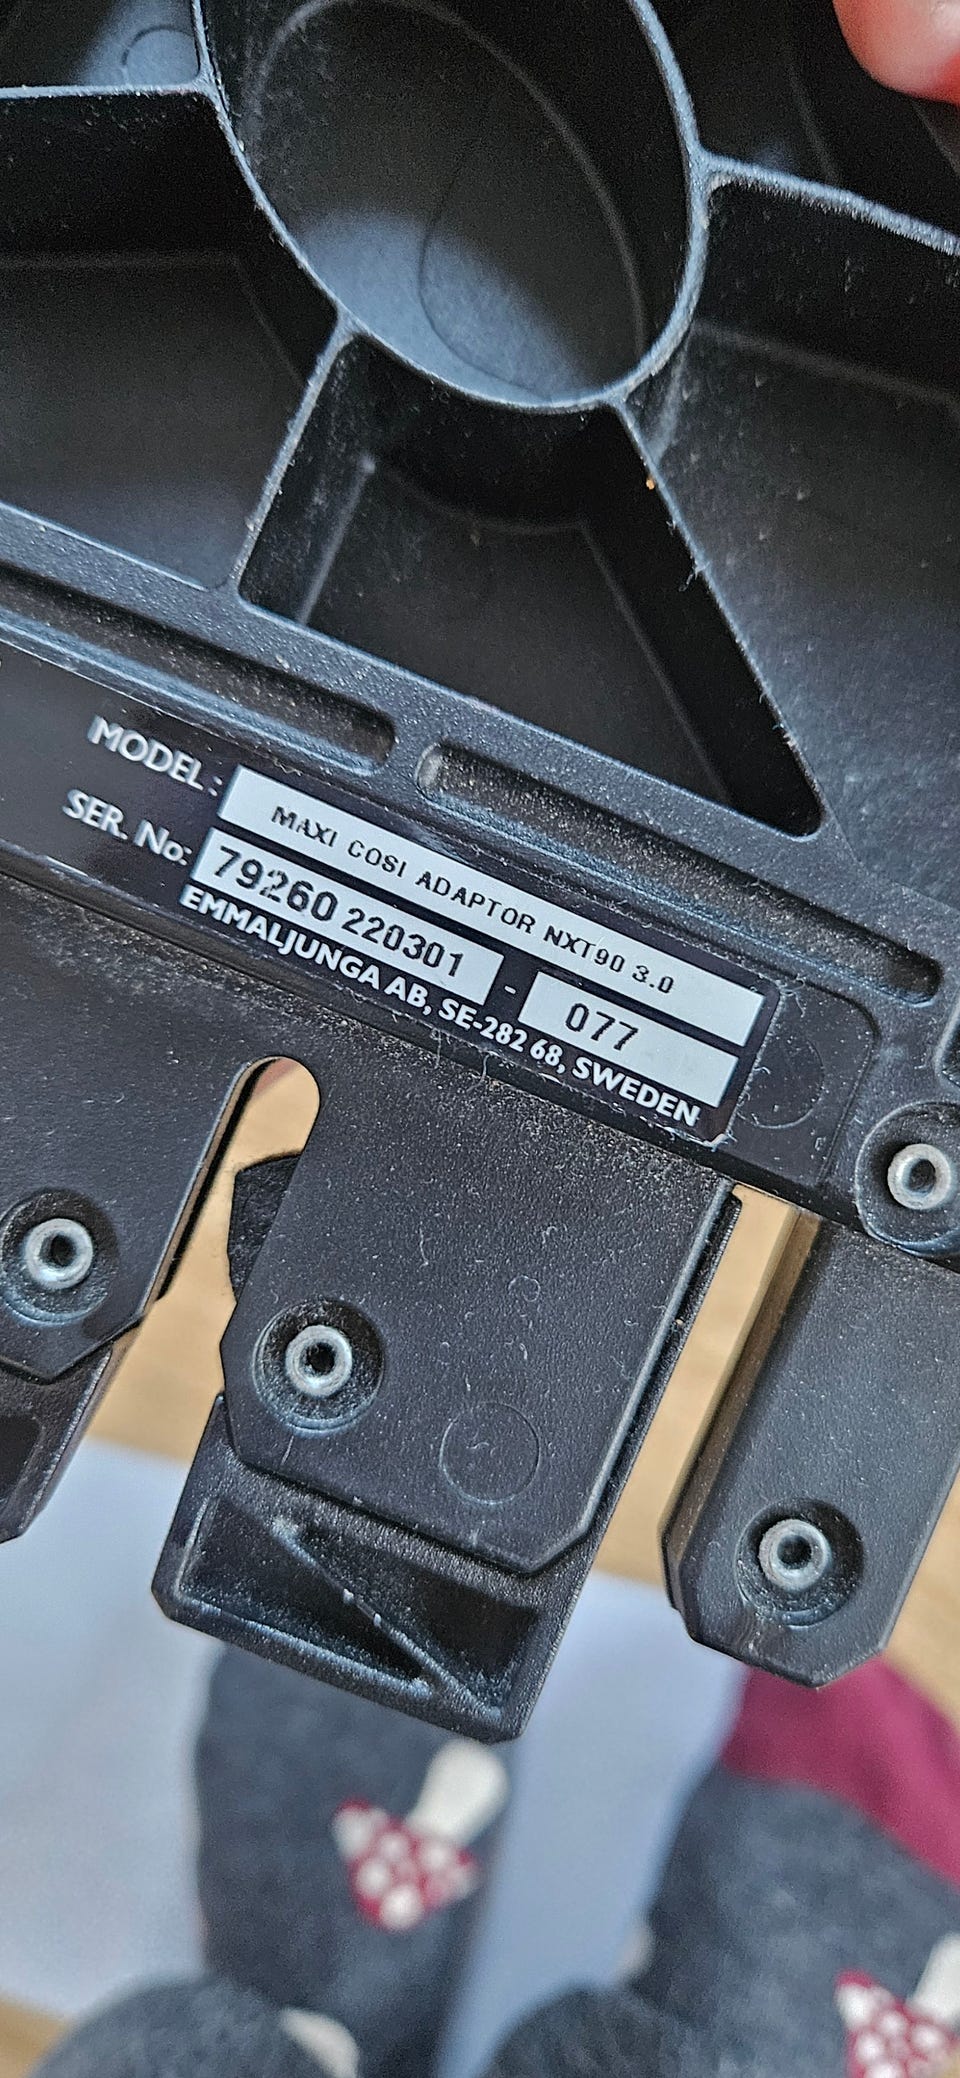 MODEL: MAXI COSI ADAPTOR NXT90 3.0
SER. No: 79260 220301 - 077
EMMALJUNGA AB, SE-282 68, SWEDEN